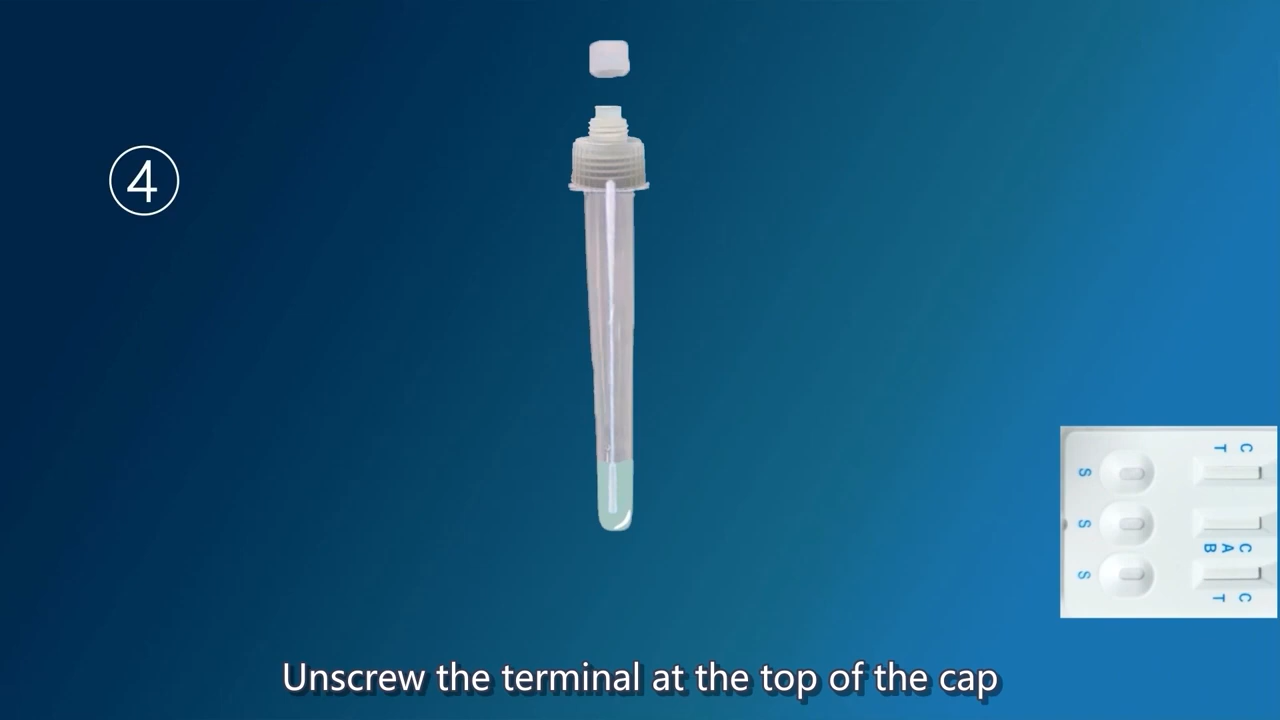 ④
C
T
S
S
C
A
B
S
C
T
Unscrew the terminal at the top of the cap